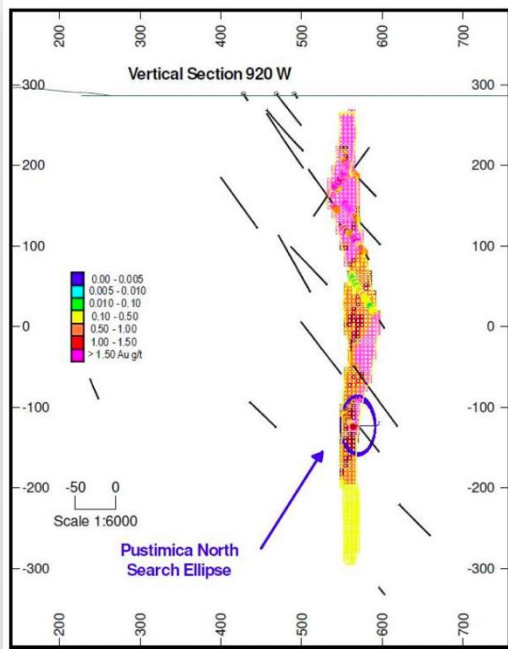 200 300 400 500 600 700
Vertical Section 920 W
300 300
200 200
100 100
0.00 - 0.005
0.005 - 0.010
0.010 - 0.10
0.10 - 0.50
0.50 - 1.00
1.00 - 1.50
> 1.50 Au g/t
0 0
-100 -100
-50 0
Scale 1:6000
-200 -200
Pustimica North
Search Ellipse
-300 -300
200 300 400 500 600 700